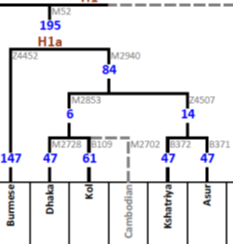 M52
195
H1a
Z4452
M2940
84
M2853
Z4507
6
14
M2728
B109
M2702
B372
B371
147
47
61
47
47
Burmese
Dhaka
Kol
Cambodian
Kshatriya
Asur